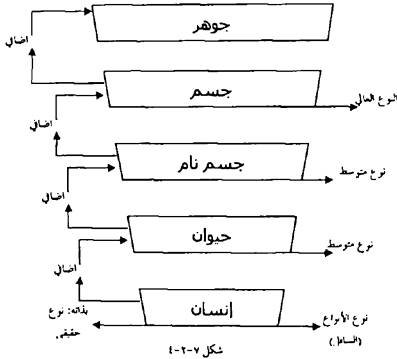 جوهر
اضافي
جسم
النوع العالي
اضافي
جسم نام
نوع متوسط
اضافي
حيوان
نوع متوسط
اضافي
إنسان
نوع الأنواع
(السافل)
بذاته: نوع
حقيقي
شكل ٧-٢-٤